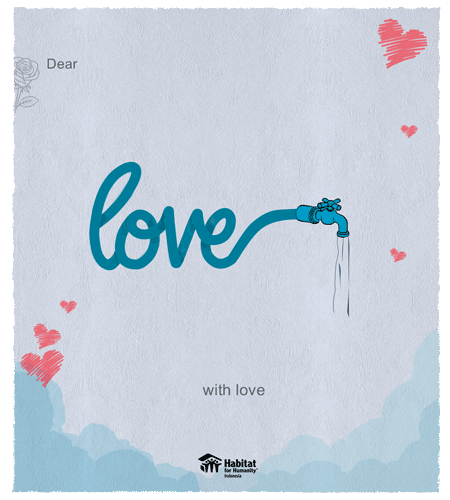 Dear
love
with love
Habitat
for Humanity®
Indonesia